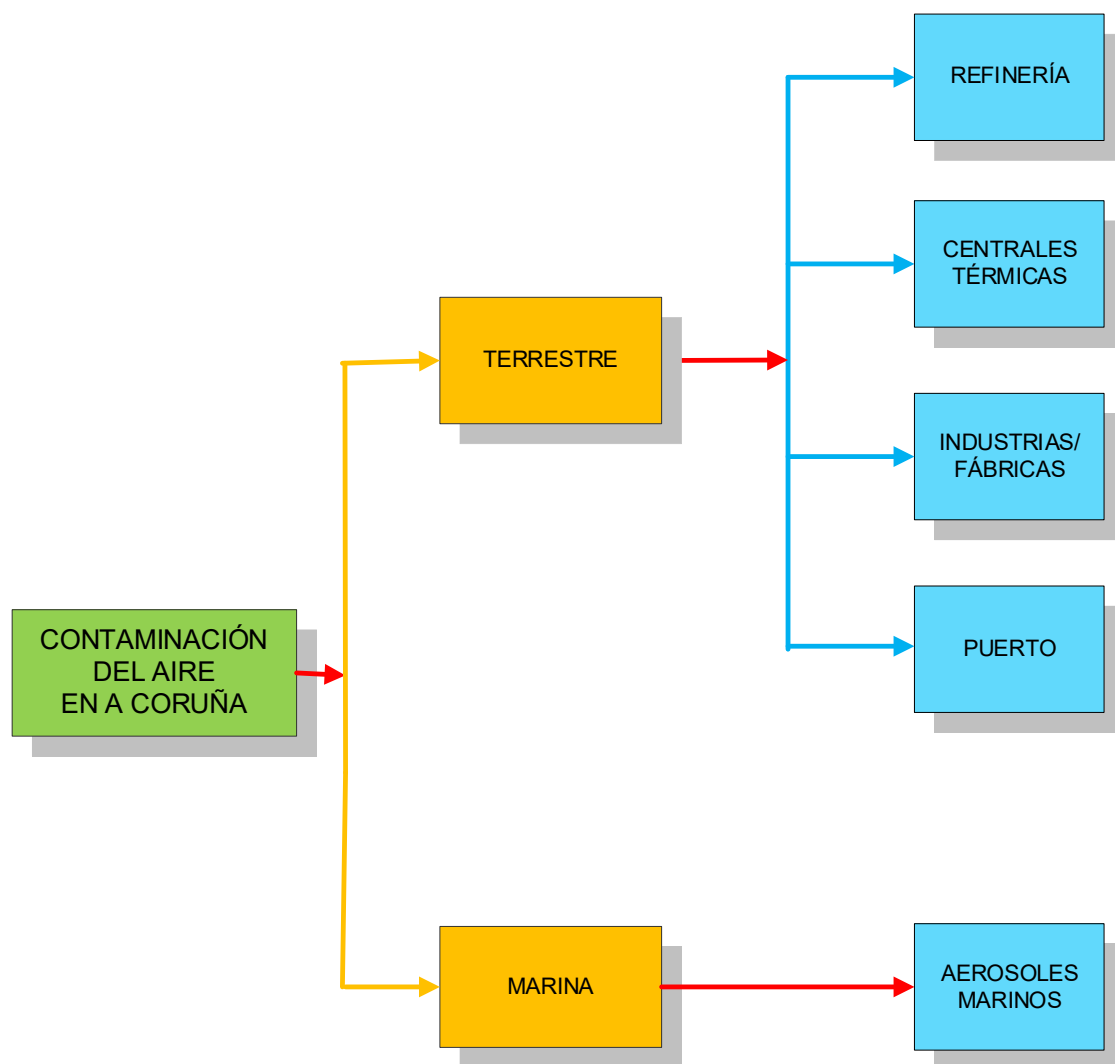 REFINERÍA
CENTRALES
TÉRMICAS
TERRESTRE
INDUSTRIAS/
FÁBRICAS
CONTAMINACIÓN
DEL AIRE
EN A CORUÑA
PUERTO
MARINA
AEROSOLES
MARINOS